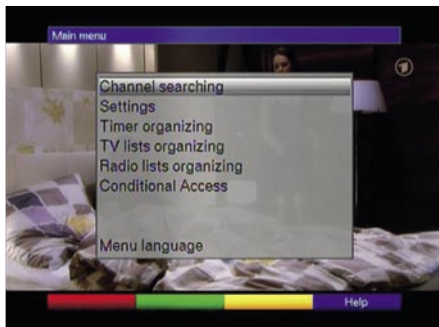 Main menu
Channel searching
Settings
Timer organizing
TV lists organizing
Radio lists organizing
Conditional Access
Menu language
Help